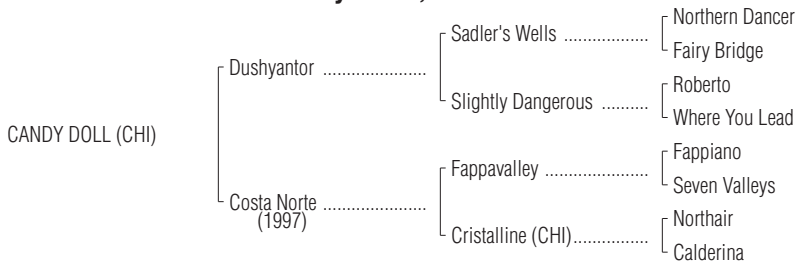 Northern Dancer
Sadler's Wells ...................
Fairy Bridge
Dushyantor .......................
Roberto
Slightly Dangerous ..........
Where You Lead
CANDY DOLL (CHI)
Fappiano
Fappavalley .......................
Seven Valleys
Costa Norte .......................
(1997)
Northair
Cristalline (CHI).................
Calderina